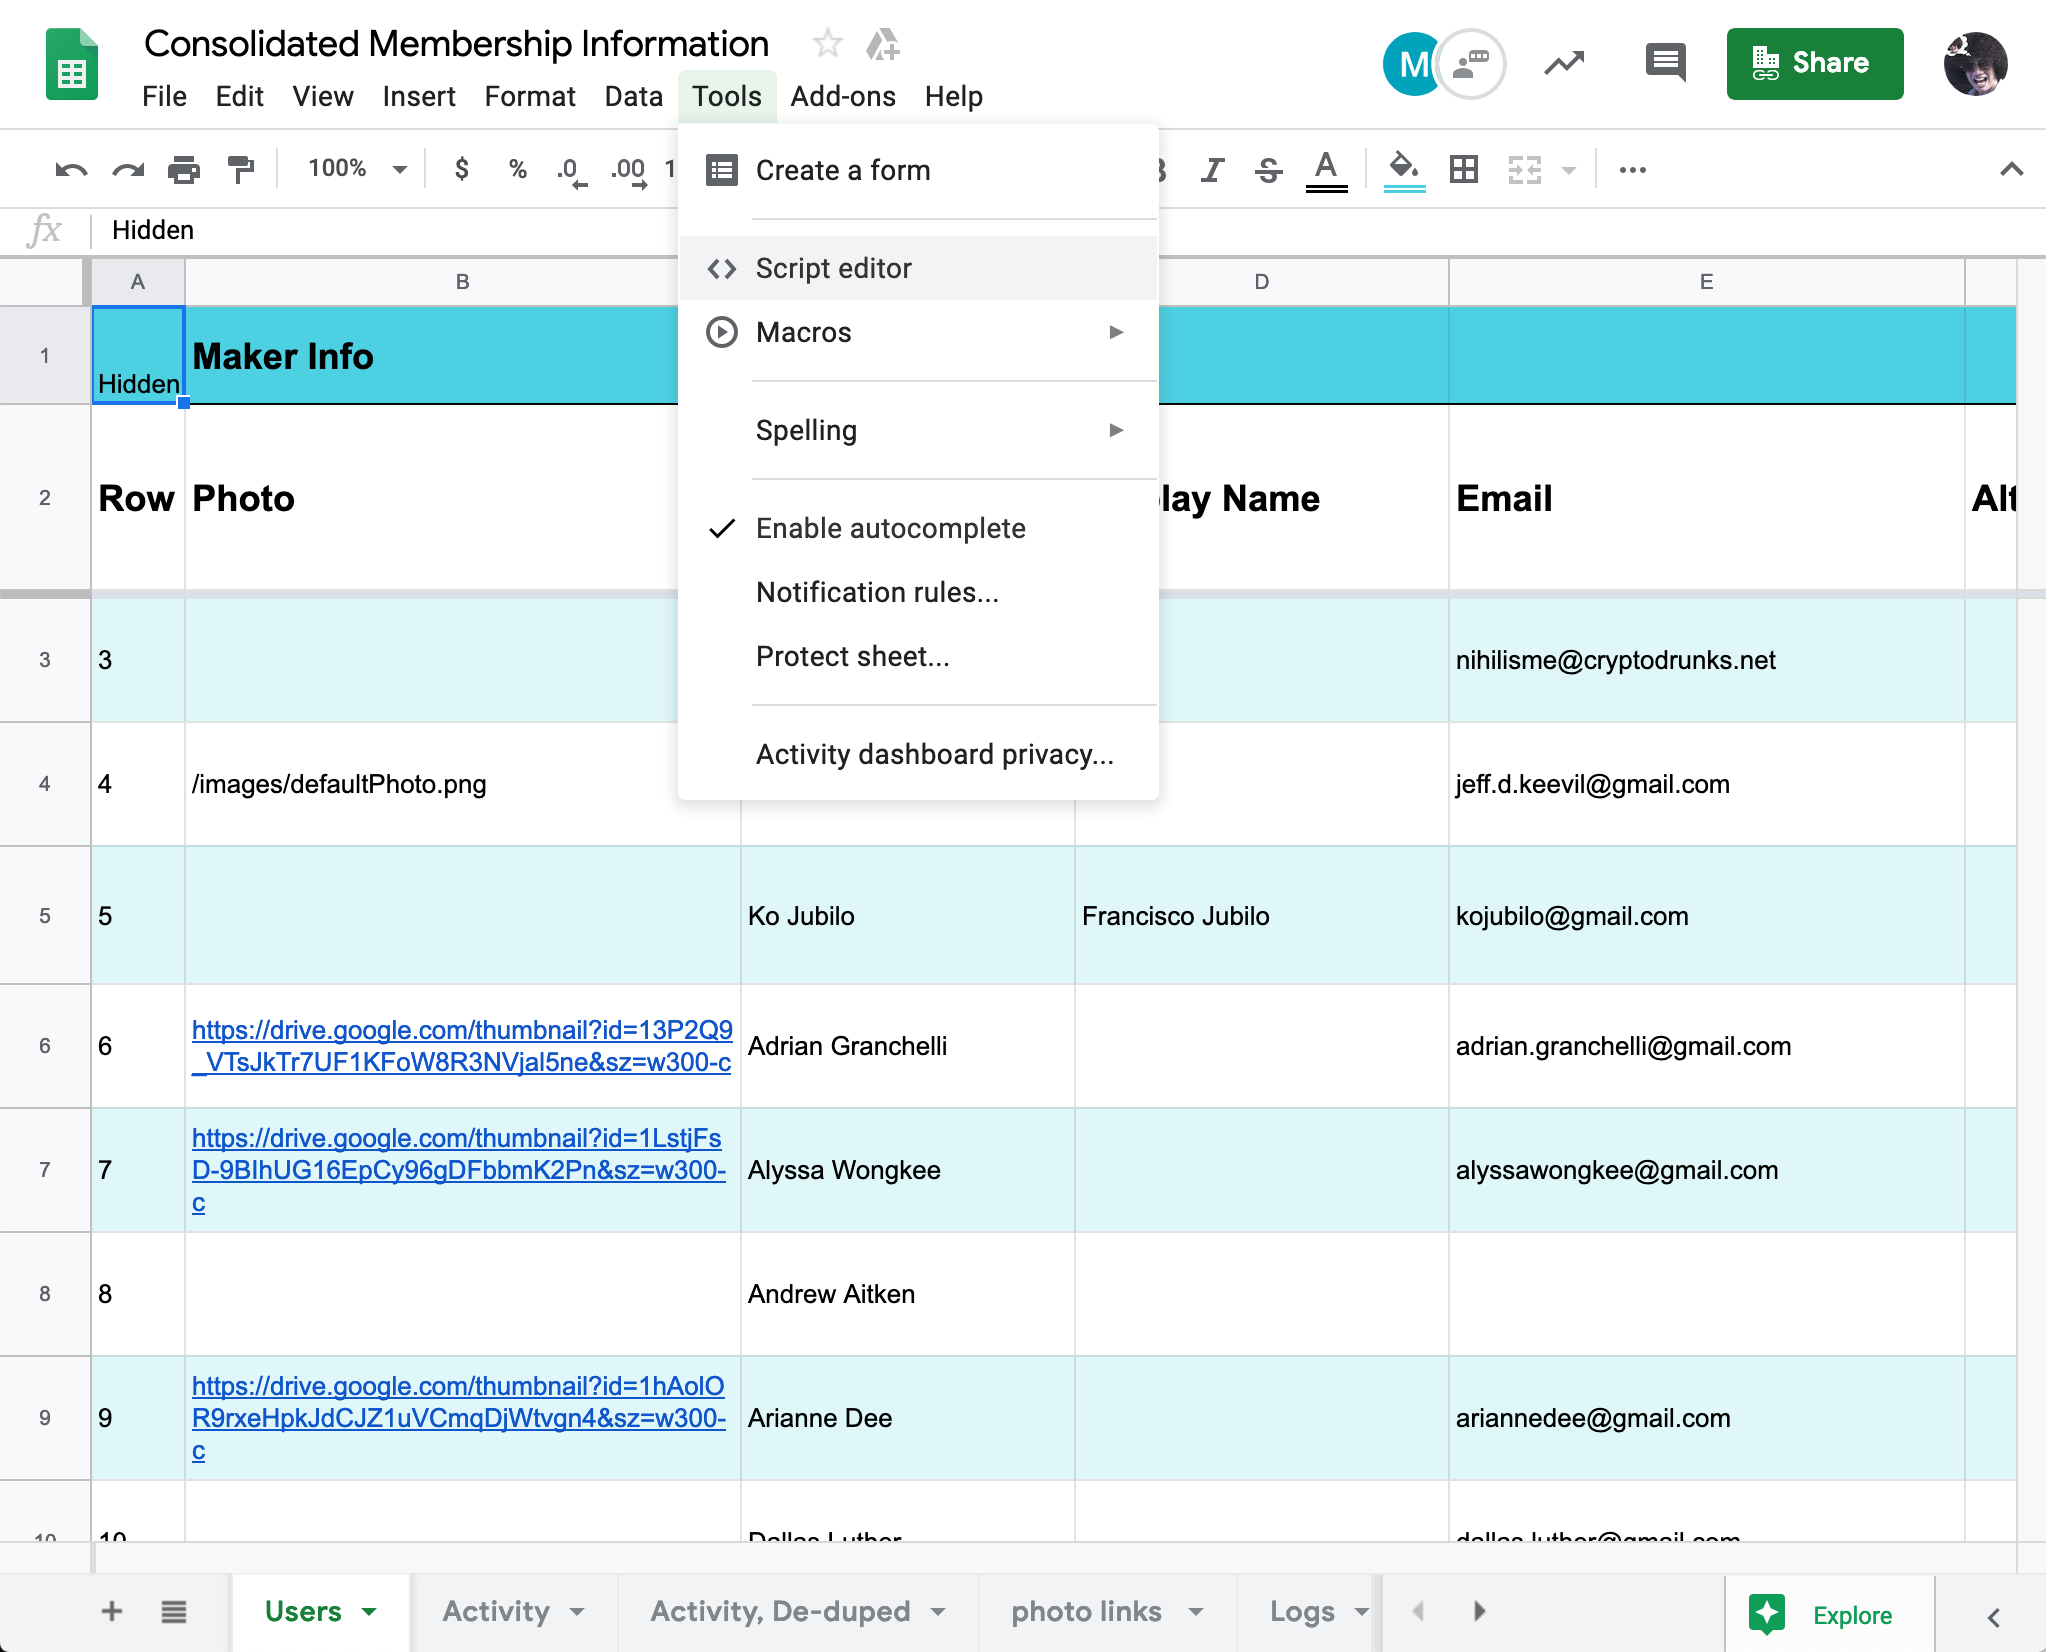 Consolidated Membership Information
File Edit View Insert Format Data Tools Add-ons Help
M
Share
100% $ % .0 .00 1
A
fx Hidden
A B D E
1 Hidden Maker Info
2 Row Photo lay Name Email Alt
Create a form
Script editor
Macros
Spelling
Enable autocomplete
Notification rules...
Protect sheet...
Activity dashboard privacy...
3 3 nihilisme@cryptodrunks.net
4 4 /images/defaultPhoto.png jeff.d.keevil@gmail.com
5 5 Ko Jubilo Francisco Jubilo kojubilo@gmail.com
6 6 https://drive.google.com/thumbnail?id=13P2Q9
_VTsJkTr7UF1KFoW8R3NVjal5ne&sz=w300-c Adrian Granchelli adrian.granchelli@gmail.com
7 7 https://drive.google.com/thumbnail?id=1LstjFs
D-9BIhUG16EpCy96gDFbbmK2Pn&sz=w300-
c Alyssa Wongkee alyssawongkee@gmail.com
8 8 Andrew Aitken
9 9 https://drive.google.com/thumbnail?id=1hAolO
R9rxeHpkJdCJZ1uVCmqDjWtvgn4&sz=w300-
c Arianne Dee ariannedee@gmail.com
10 10 Dallas Luther dallas.luther@gmail.com
Users Activity Activity, De-duped photo links Logs Explore